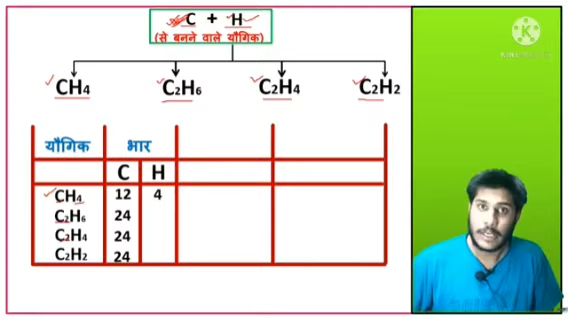 C + H
(से बनने वाले यौगिक)
CH4 C2H6 C2H4 C2H2
यौगिक भार
C H
CH4 12 4
C2H6 24
C2H4 24
C2H2 24